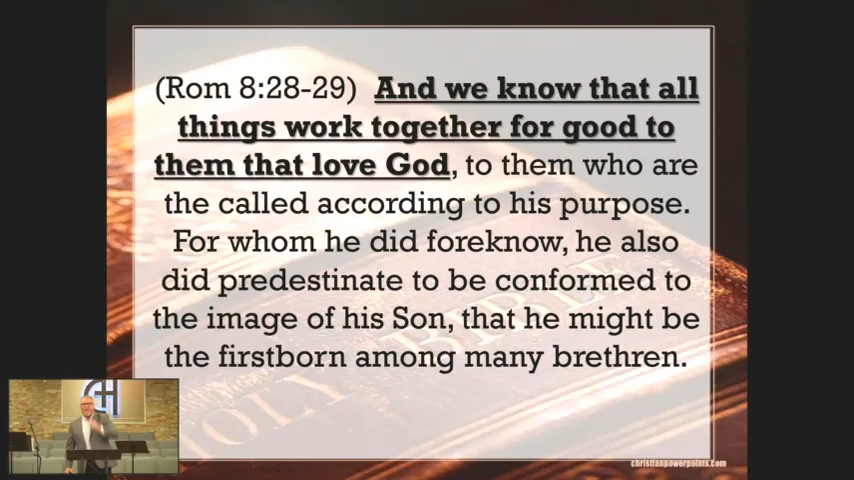 (Rom 8:28-29) And we know that all
things work together for good to
them that love God, to them who are
the called according to his purpose.
For whom he did foreknow, he also
did predestinate to be conformed to
the image of his Son, that he might be
the firstborn among many brethren.
HOLY BIBLE
christianpowerpoints.com